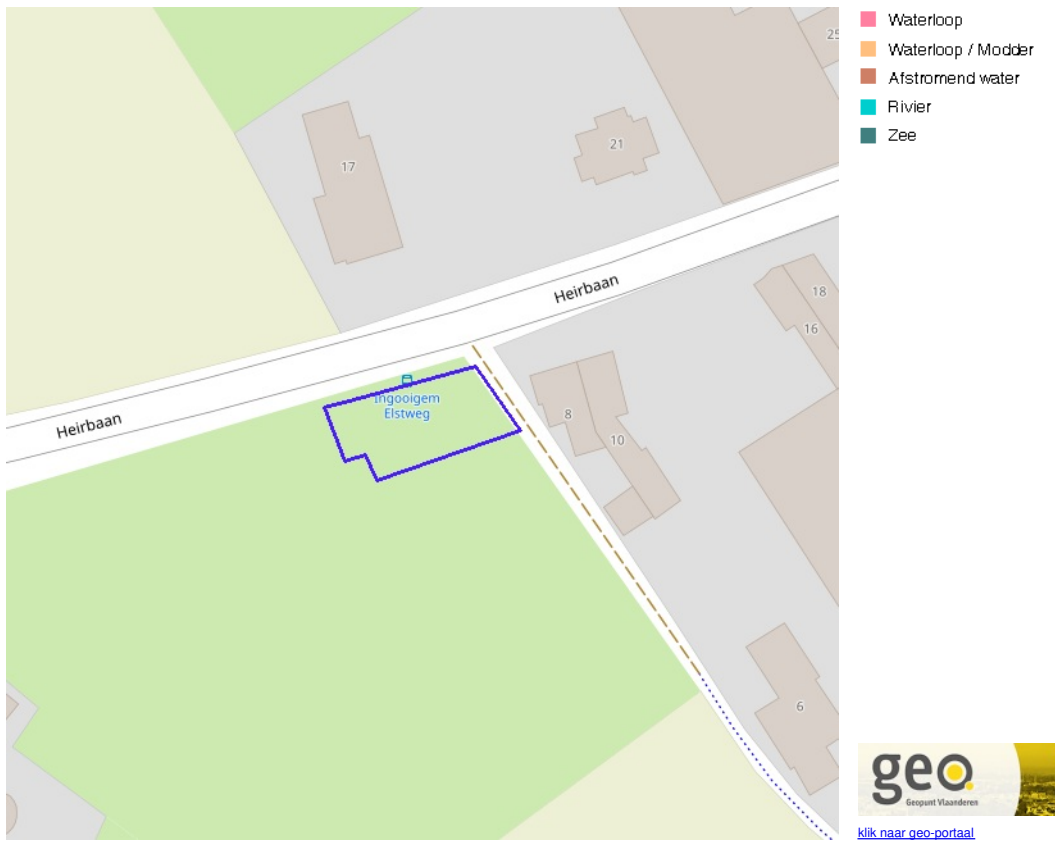 25
17
21
Heirbaan
18
16
Ingooigem
Elstweg
8
10
Heirbaan
6
Waterloop
Waterloop / Modder
Afstromend water
Rivier
Zee
geo.
Geopunt Vlaanderen
klik naar geo-portaal